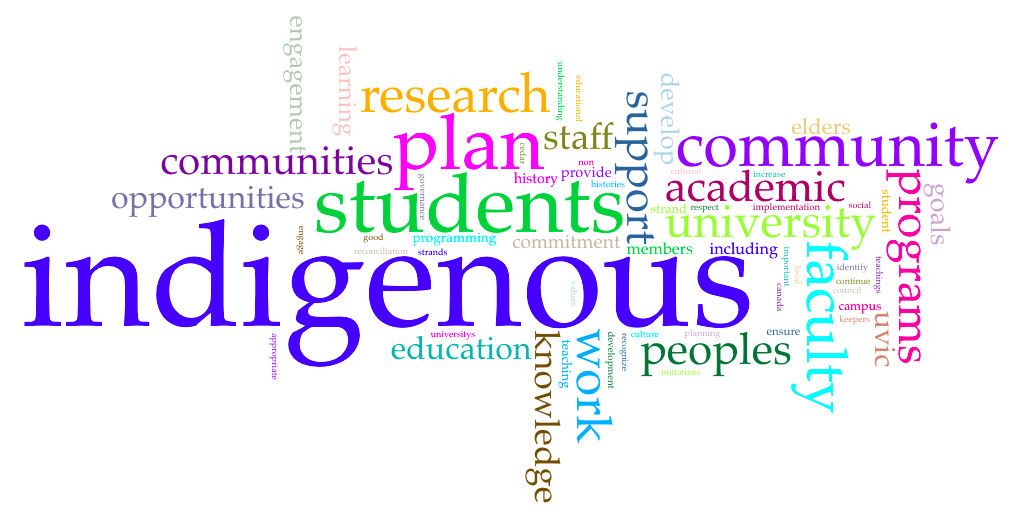 engagement
learning
understanding
educational
research
support
develop
elders
plan
staff
community
cedar
communities
non
history
provide
histories
cultural
increase
academic
programs
goals
governance
opportunities
students
strand
respect
implementation
social
student
university
engage
good
programming
commitment
members
including
reconciliation
strands
indigenous
values
important
local
faculty
identify
teachings
continue
council
canada
campus
keepers
uvic
appropriate
universitys
education
knowledge
teaching
work
development
recognize
culture
planning
ensure
peoples
initiatives